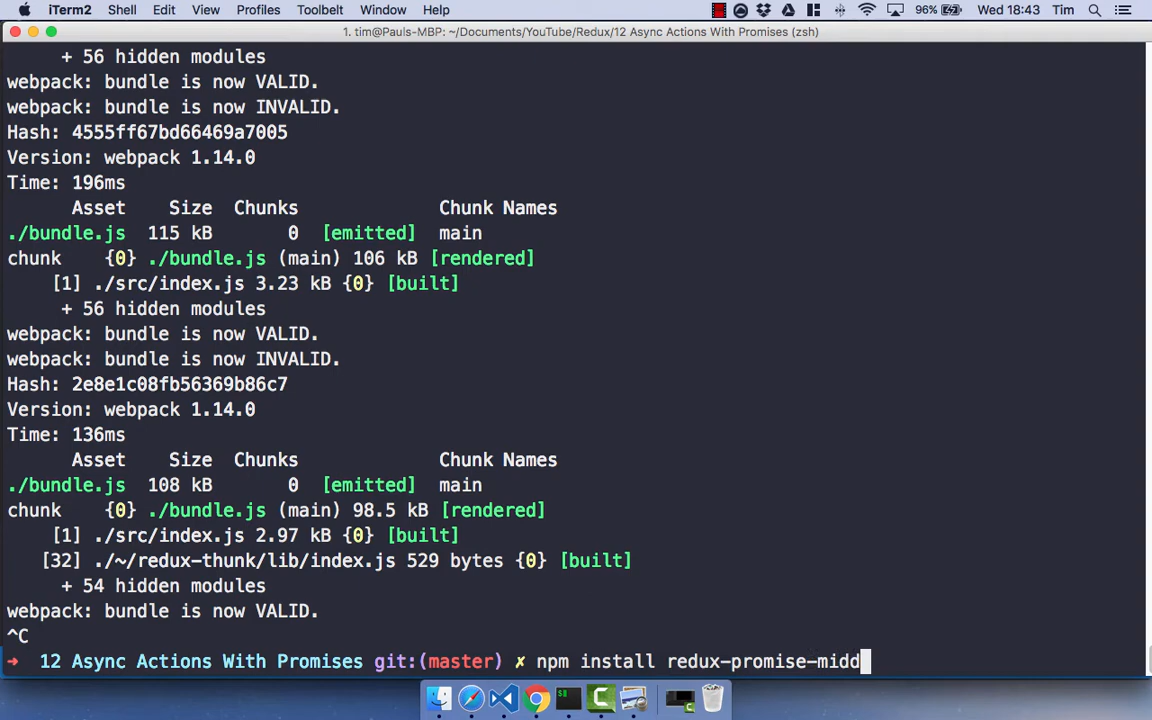 iTerm2 Shell Edit View Profiles Toolbelt Window Help 96% Wed 18:43 Tim
1. tim@Pauls-MBP: ~/Documents/YouTube/Redux/12 Async Actions With Promises (zsh)
+ 56 hidden modules
webpack: bundle is now VALID.
webpack: bundle is now INVALID.
Hash: 4555ff67bd66469a7005
Version: webpack 1.14.0
Time: 196ms
Asset Size Chunks Chunk Names
./bundle.js 115 kB 0 [emitted] main
chunk {0} ./bundle.js (main) 106 kB [rendered]
[1] ./src/index.js 3.23 kB {0} [built]
+ 56 hidden modules
webpack: bundle is now VALID.
webpack: bundle is now INVALID.
Hash: 2e8e1c08fb56369b86c7
Version: webpack 1.14.0
Time: 136ms
Asset Size Chunks Chunk Names
./bundle.js 108 kB 0 [emitted] main
chunk {0} ./bundle.js (main) 98.5 kB [rendered]
[1] ./src/index.js 2.97 kB {0} [built]
[32] ./~/redux-thunk/lib/index.js 529 bytes {0} [built]
+ 54 hidden modules
webpack: bundle is now VALID.
^C
➜ 12 Async Actions With Promises git:(master) ✗ npm install redux-promise-midd